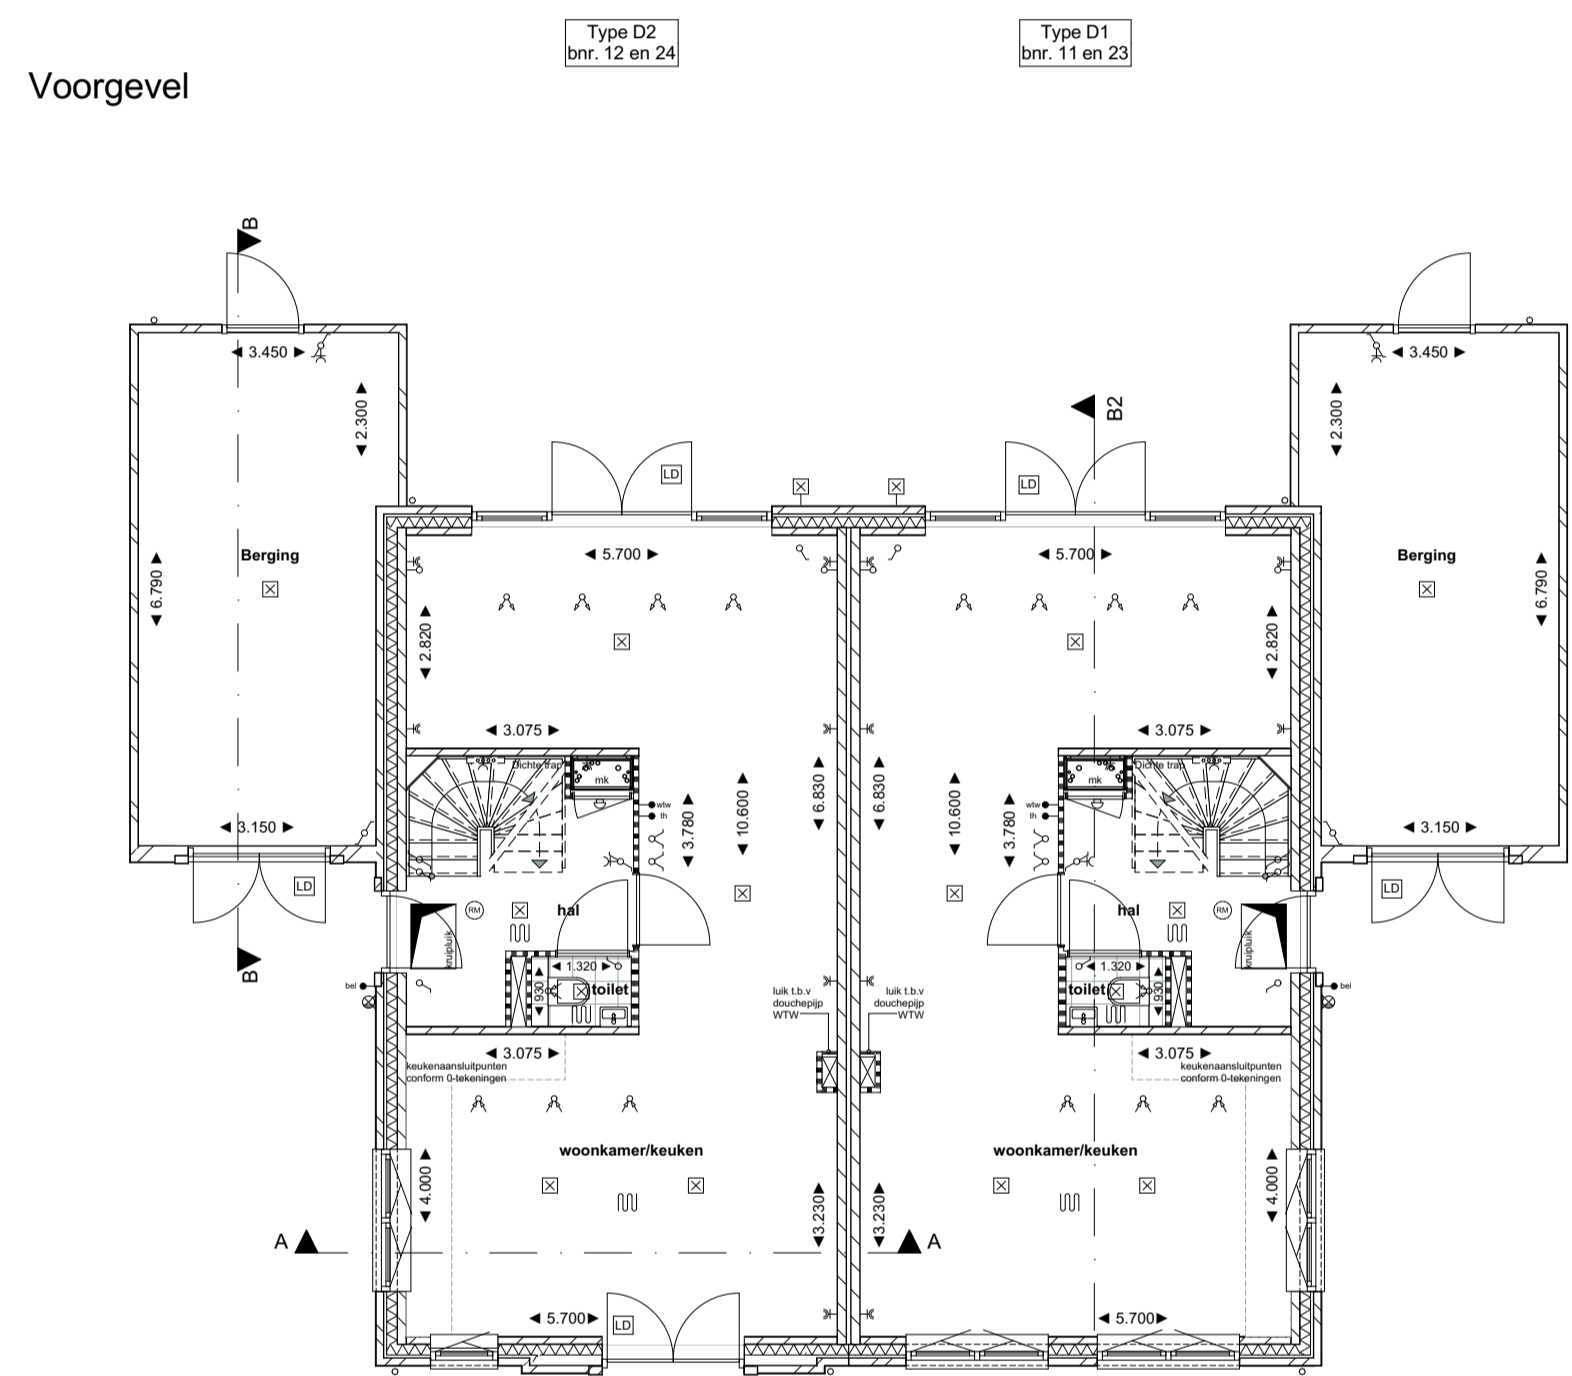 Type D2
bnr. 12 en 24
Type D1
bnr. 11 en 23
Voorgevel
B
3.450
3.450
2.300
2.300
B2
LD
LD
Berging
5.700
5.700
Berging
6.790
2.820
2.820
6.790
3.075
3.075
Dichte trap
mk
mk
Dichte trap
wtw
th
wtw
th
3.150
3.780
10.600
6.830
6.830
10.600
3.780
3.150
LD
LD
RM
hal
hal
RM
kruipluik
kruipluik
B
bel
1.320
930
toilet
luik t.b.v
douchepijp
WTW
luik t.b.v
douchepijp
WTW
1.320
toilet
930
bel
3.075
3.075
keukenaansluitpunten
conform 0-tekeningen
keukenaansluitpunten
conform 0-tekeningen
woonkamer/keuken
woonkamer/keuken
4.000
3.230
3.230
4.000
A
A
5.700
LD
5.700